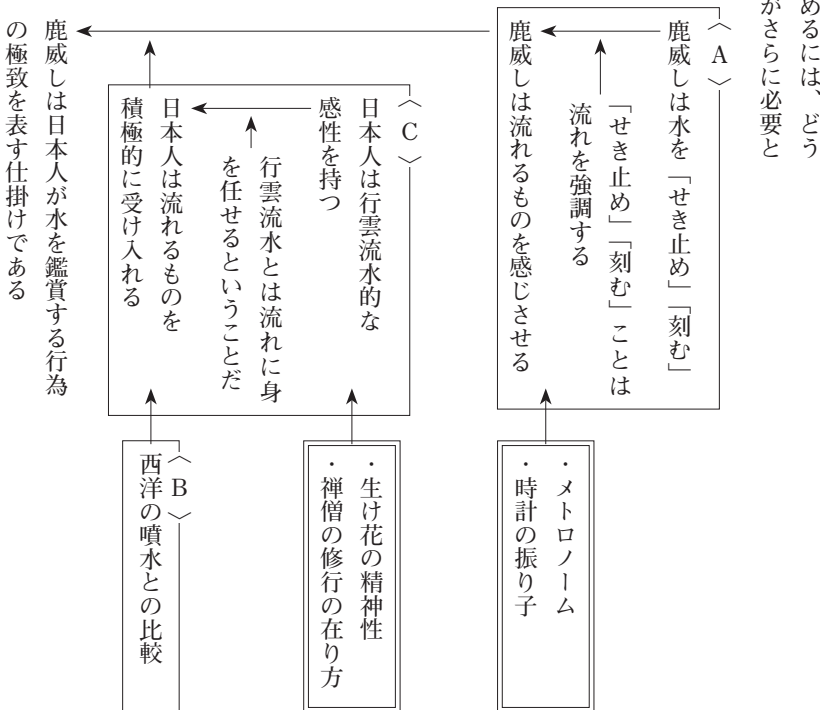 めるには、どう
がさらに必要と
〈A〉
鹿威しは水を「せき止め」「刻む」
「せき止め」「刻む」ことは
流れを強調する
鹿威しは流れるものを感じさせる
・メトロノーム
・時計の振り子
〈C〉
日本人は行雲流水的な
感性を持つ
行雲流水とは流れに身
を任せるということだ
日本人は流れるものを
積極的に受け入れる
・生け花の精神性
・禅僧の修行の在り方
〈B〉
西洋の噴水との比較
鹿威しは日本人が水を鑑賞する行為
の極致を表す仕掛けである